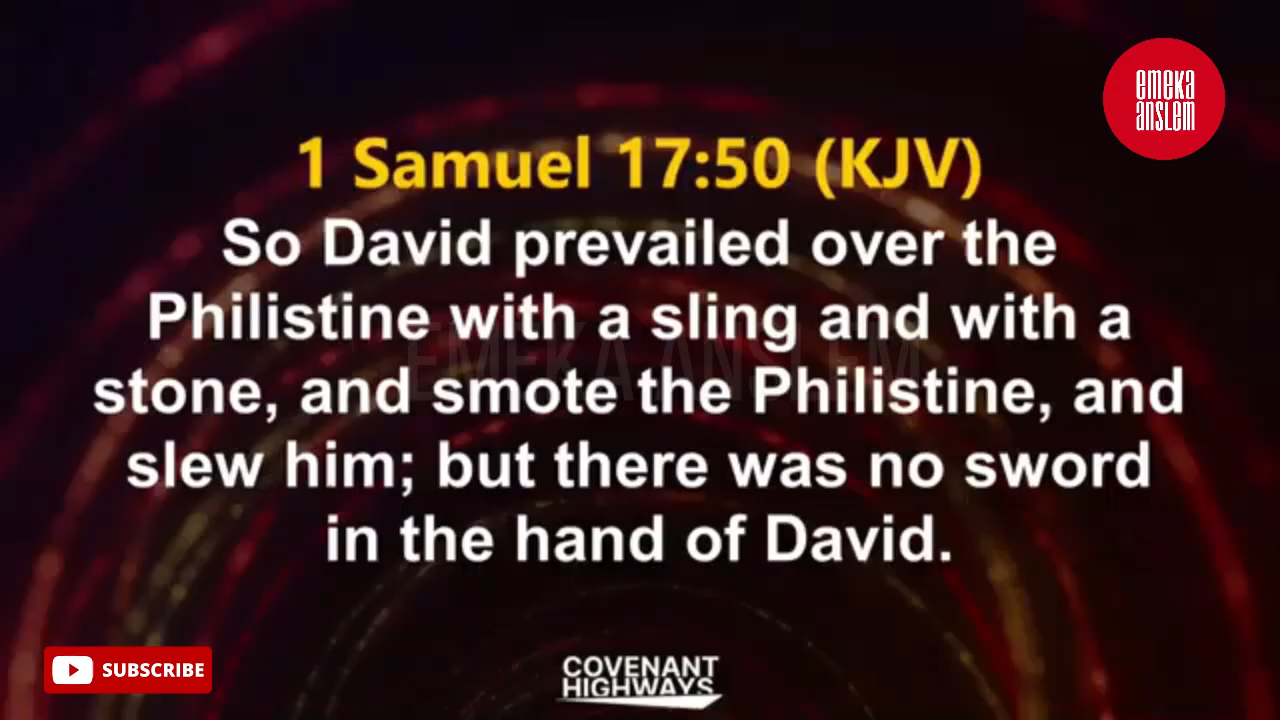 emeka
anslem
1 Samuel 17:50 (KJV)
So David prevailed over the
Philistine with a sling and with a
stone, and smote the Philistine, and
slew him; but there was no sword
in the hand of David.
EMEKA ANSLEM
SUBSCRIBE
COVENANT
HIGHWAYS